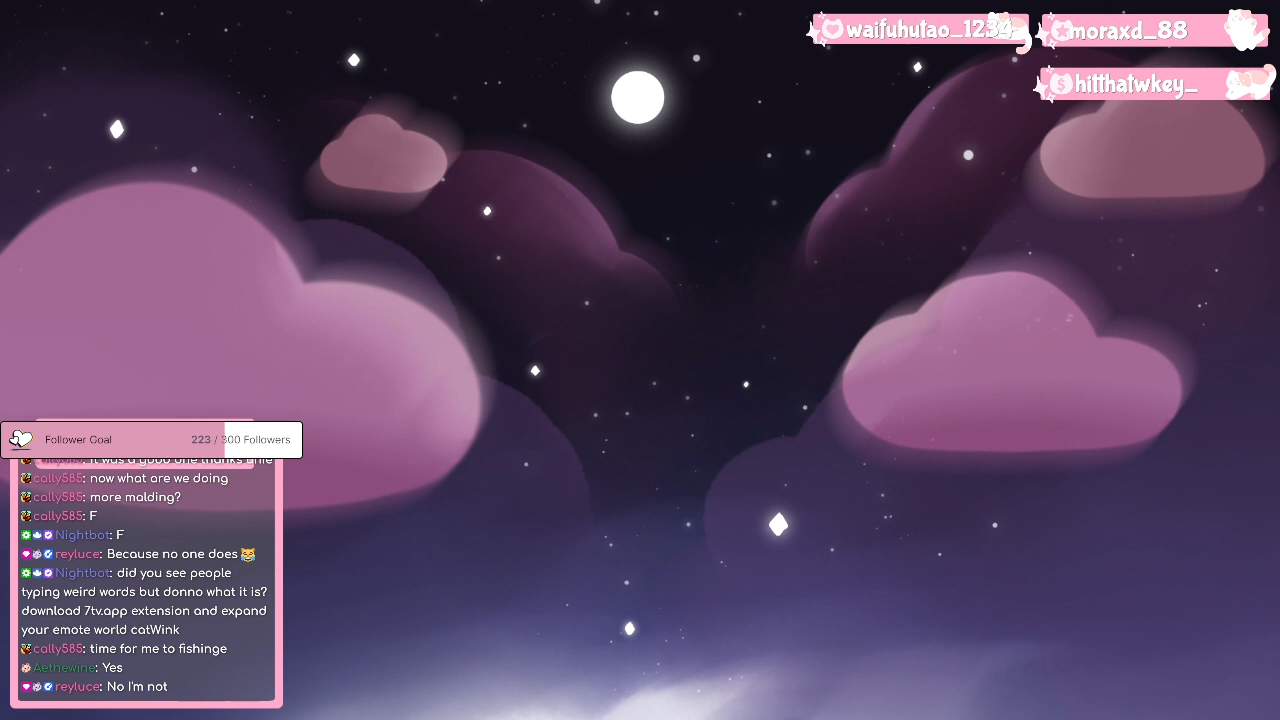 waifuhutao_1234
moraxd_88
hitthatwkey_
Follower Goal 223 / 300 Followers
it was a good one thanks
cally585: now what are we doing
cally585: more malding?
cally585: F
Nightbot: F
reyluce: Because no one does 😹
Nightbot: did you see people
typing weird words but donno what it is?
download 7tv.app extension and expand
your emote world catWink
cally585: time for me to fishinge
Aethewine: Yes
reyluce: No I'm not